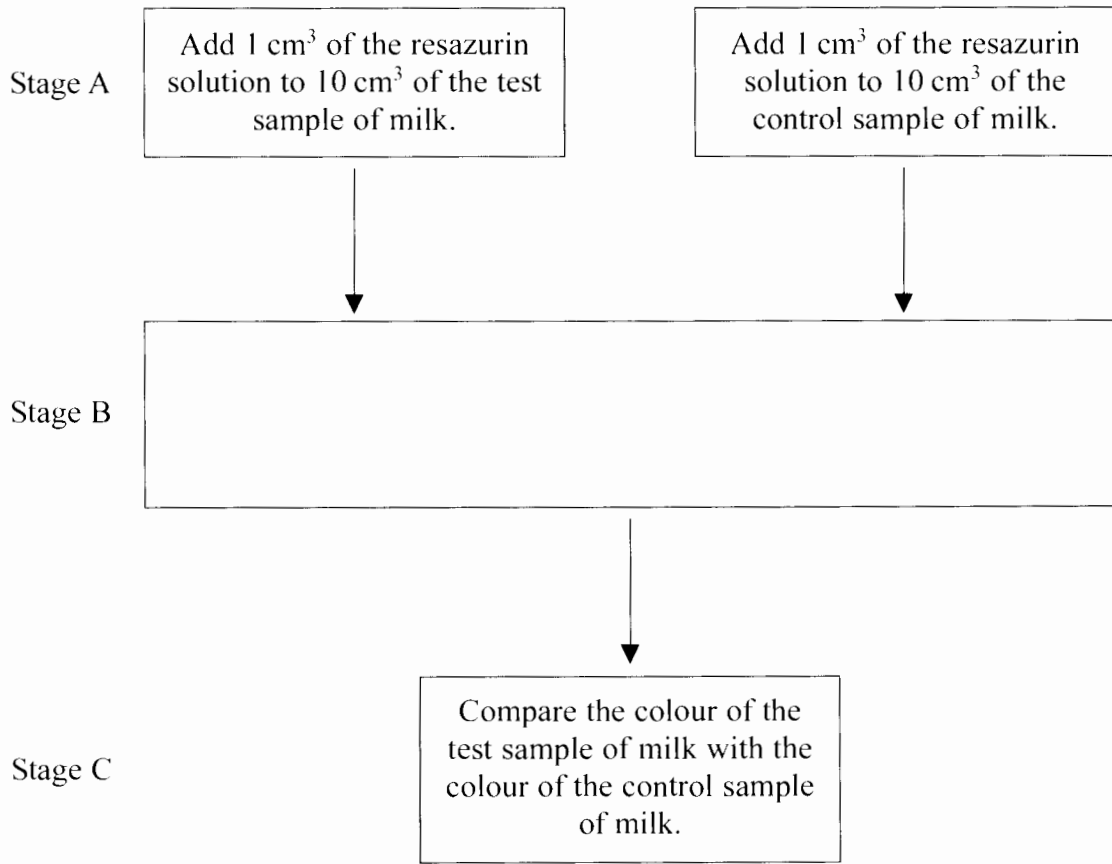 Stage A
Add 1 cm³ of the resazurin
solution to 10 cm³ of the test
sample of milk.
Add 1 cm³ of the resazurin
solution to 10 cm³ of the
control sample of milk.
Stage B
Stage C
Compare the colour of the
test sample of milk with the
colour of the control sample
of milk.